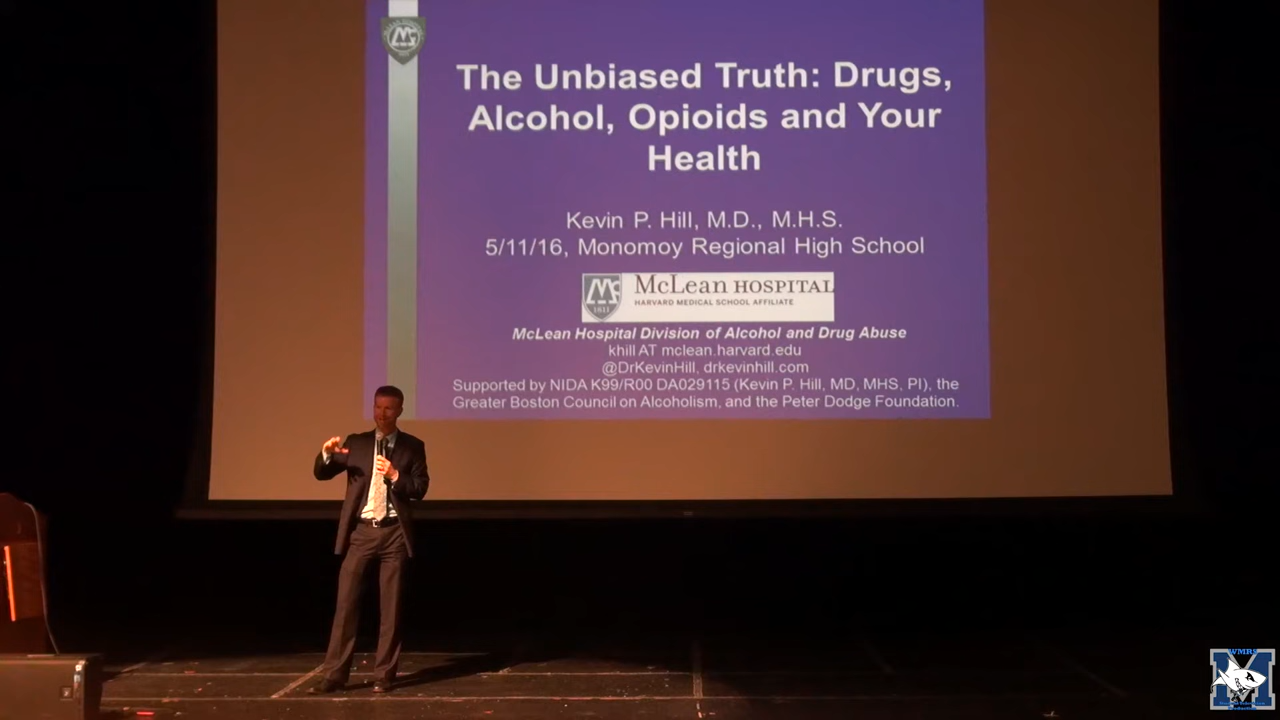 The Unbiased Truth: Drugs,
Alcohol, Opioids and Your
Health
Kevin P. Hill, M.D., M.H.S.
5/11/16, Monomoy Regional High School
McLean HOSPITAL
HARVARD MEDICAL SCHOOL AFFILIATE
1811
McLean Hospital Division of Alcohol and Drug Abuse
khill AT mclean.harvard.edu
@DrKevinHill, drkevinhill.com
Supported by NIDA K99/R00 DA029115 (Kevin P. Hill, MD, MHS, PI), the
Greater Boston Council on Alcoholism, and the Peter Dodge Foundation.
WMRS